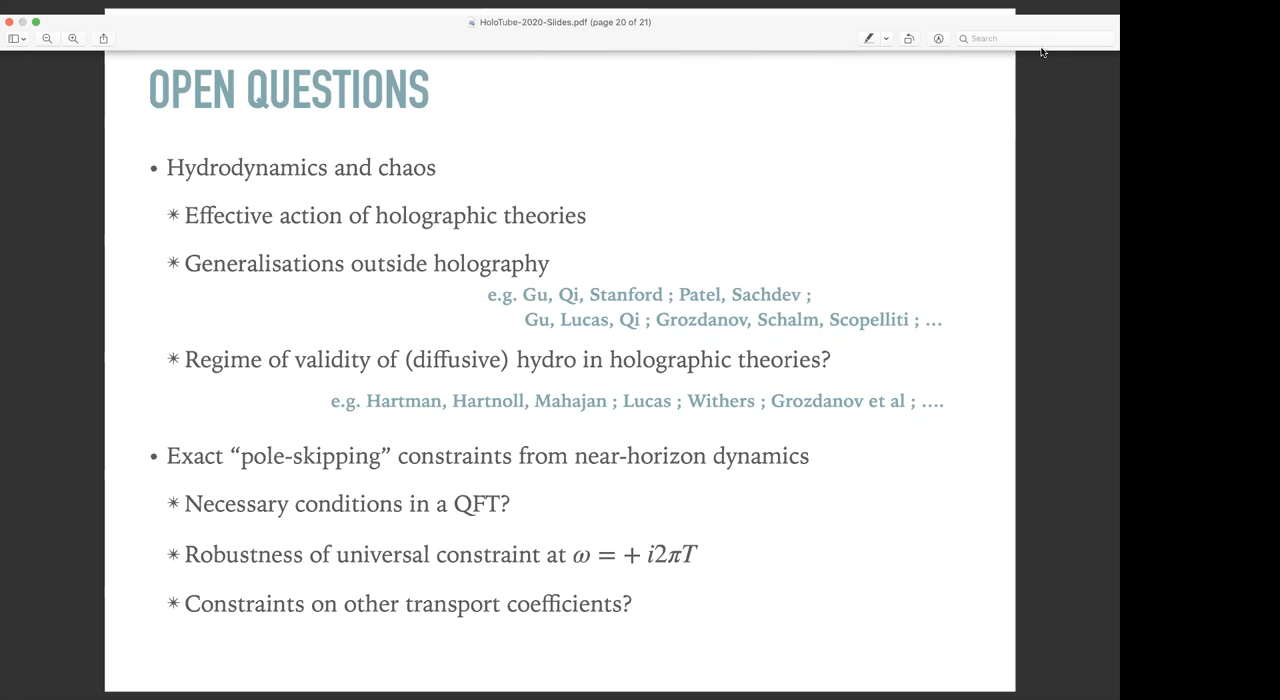 HoloTube-2020-Slides.pdf (page 20 of 21)
Search
OPEN QUESTIONS
• Hydrodynamics and chaos
✴ Effective action of holographic theories
✴ Generalisations outside holography
e.g. Gu, Qi, Stanford ; Patel, Sachdev ;
Gu, Lucas, Qi ; Grozdanov, Schalm, Scopelliti ; ...
✴ Regime of validity of (diffusive) hydro in holographic theories?
e.g. Hartman, Hartnoll, Mahajan ; Lucas ; Withers ; Grozdanov et al ; ....
• Exact “pole-skipping” constraints from near-horizon dynamics
✴ Necessary conditions in a QFT?
✴ Robustness of universal constraint at ω = + i2πT
✴ Constraints on other transport coefficients?